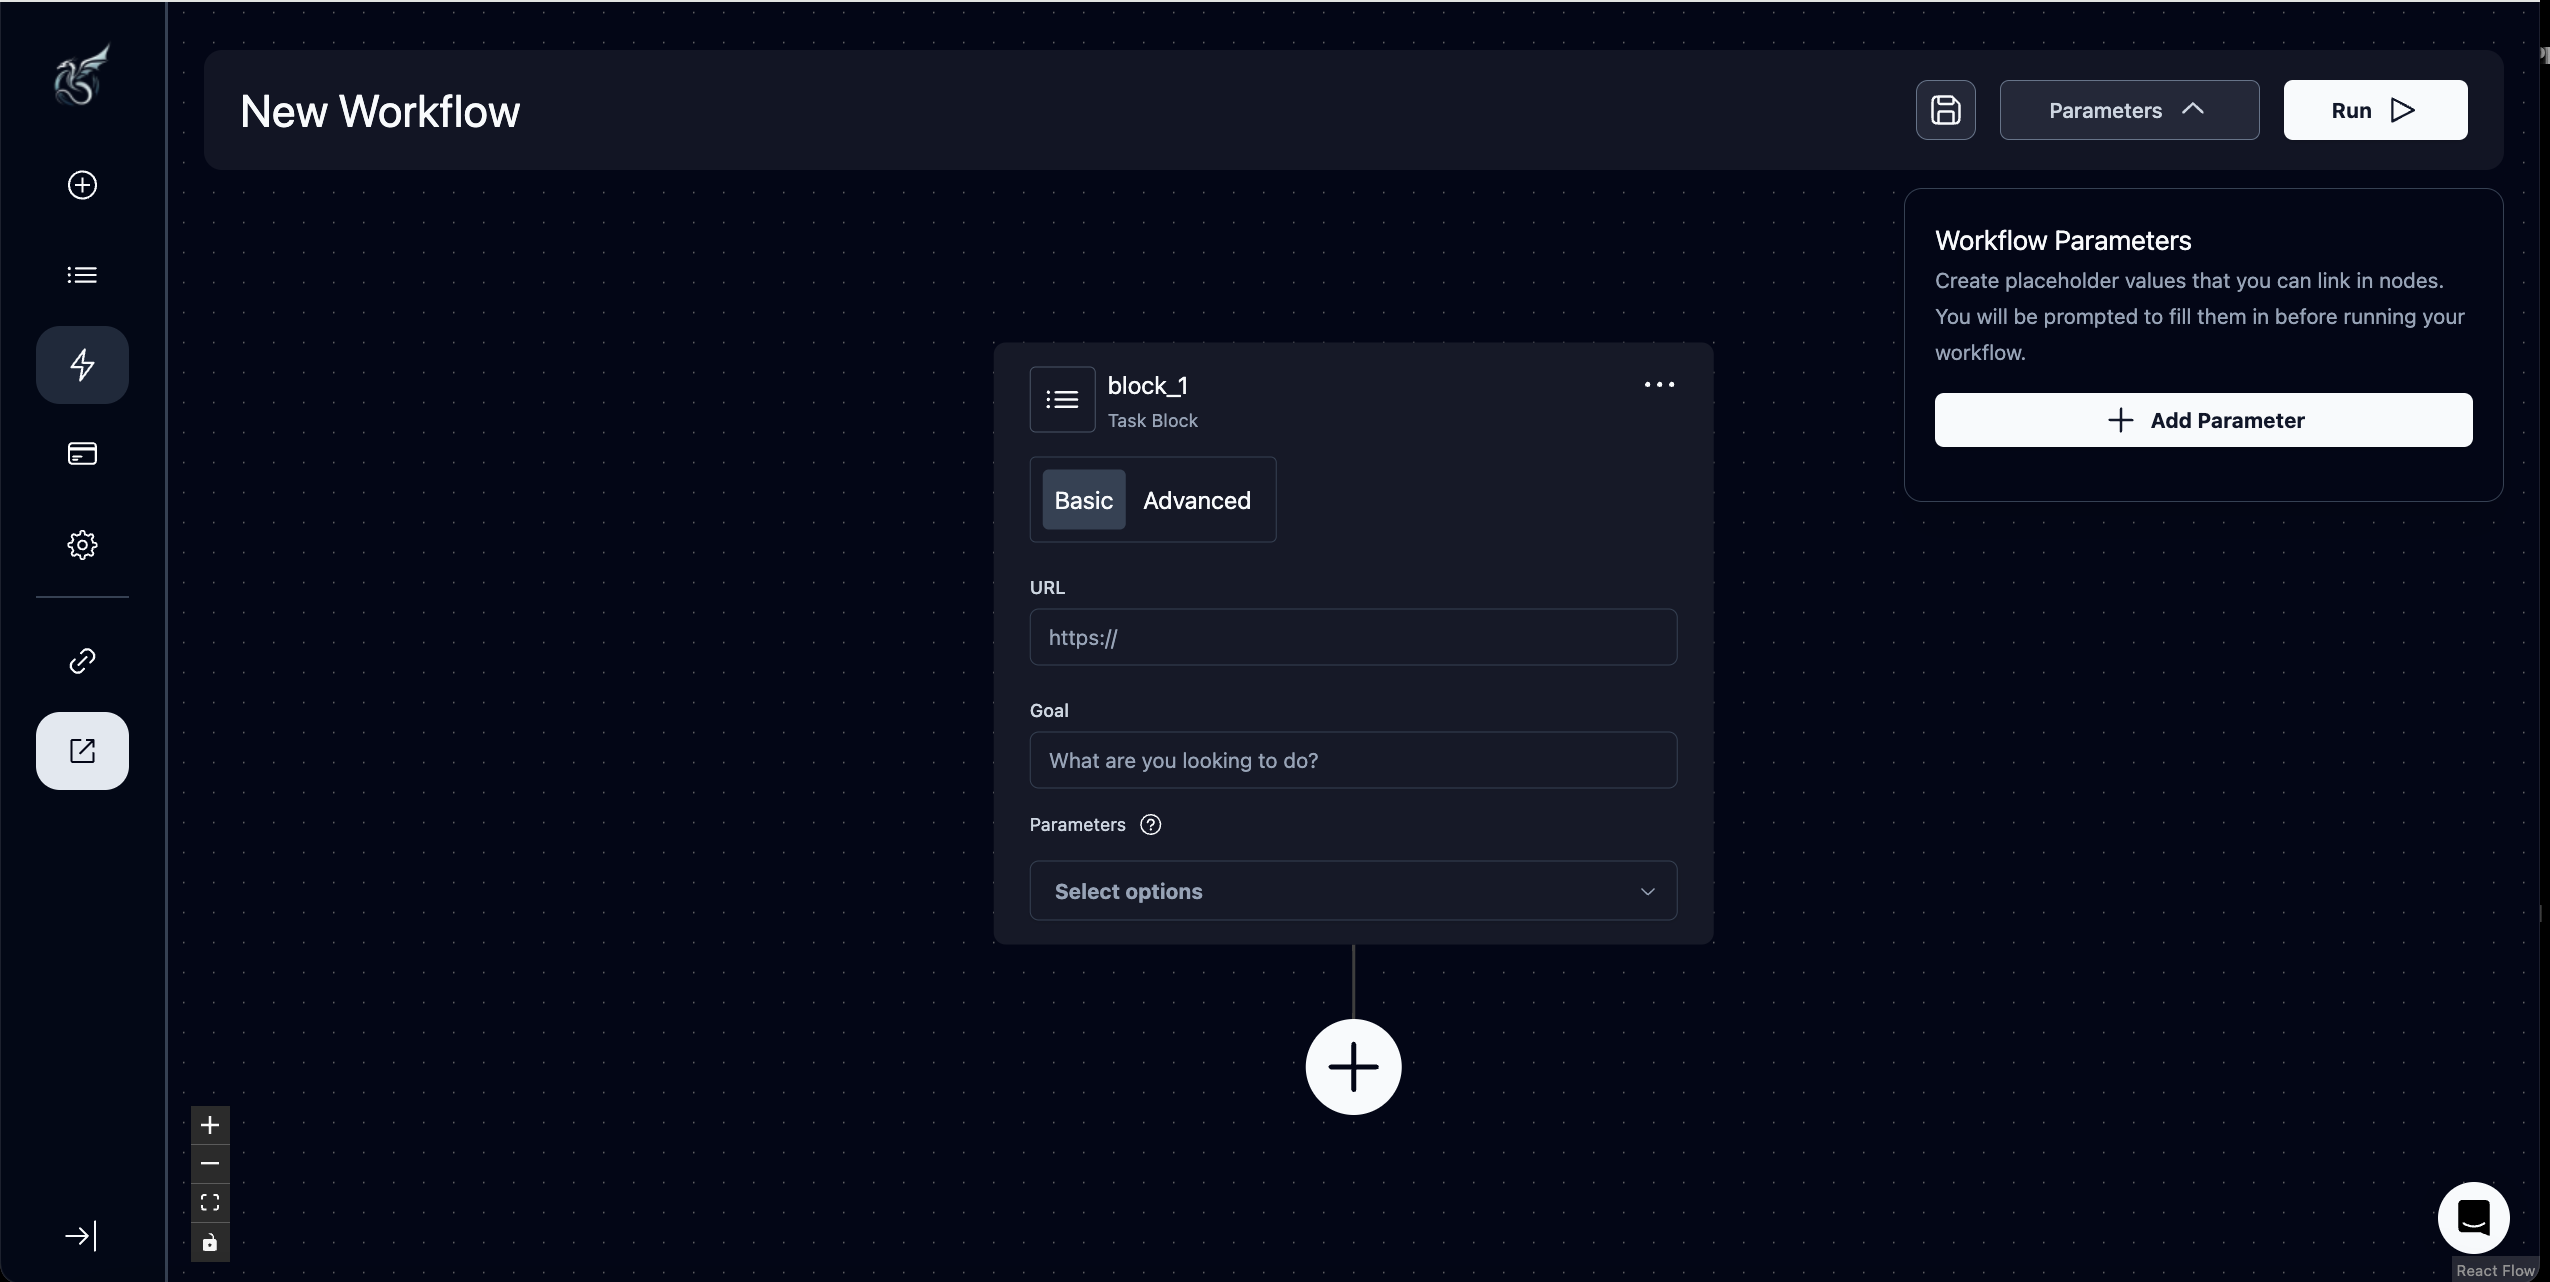 New Workflow
Parameters
Run
Workflow Parameters
Create placeholder values that you can link in nodes.
You will be prompted to fill them in before running your
workflow.
Add Parameter
block_1
Task Block
Basic
Advanced
URL
https://
Goal
What are you looking to do?
Parameters
Select options
React Flow